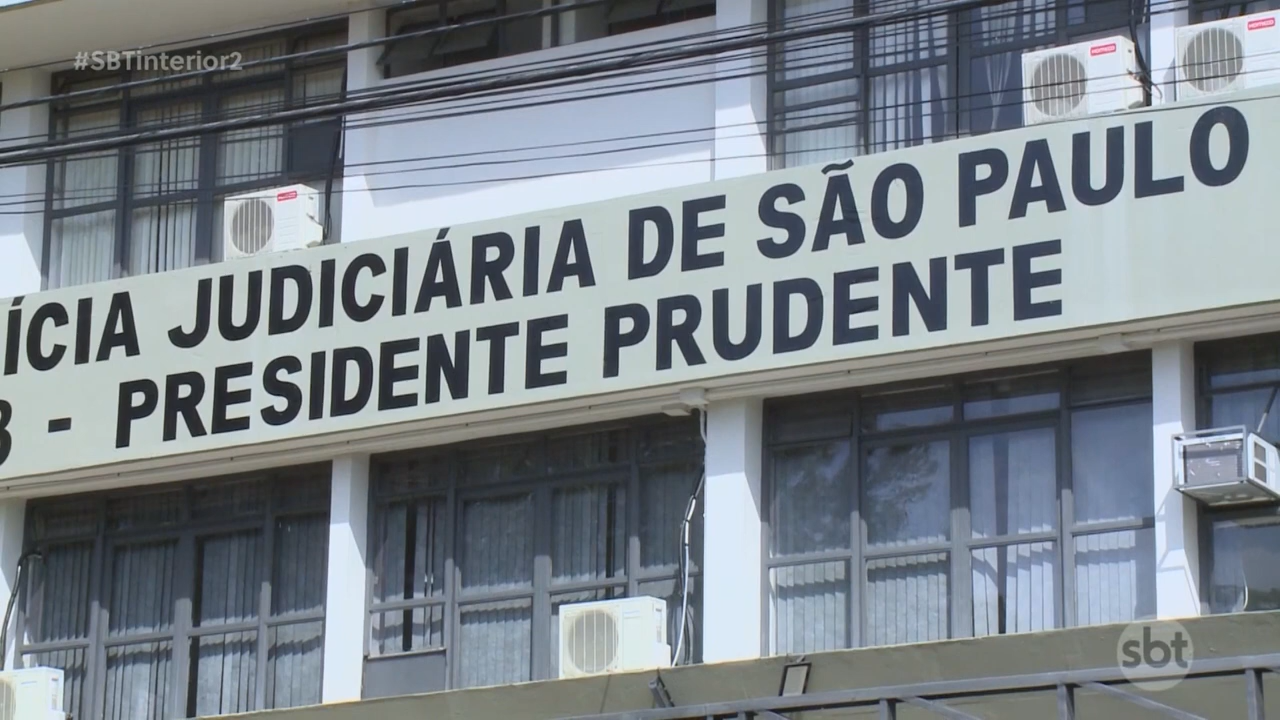 #SBTinterior2
ÍCIA JUDICIÁRIA DE SÃO PAULO
- PRESIDENTE PRUDENTE
sbt